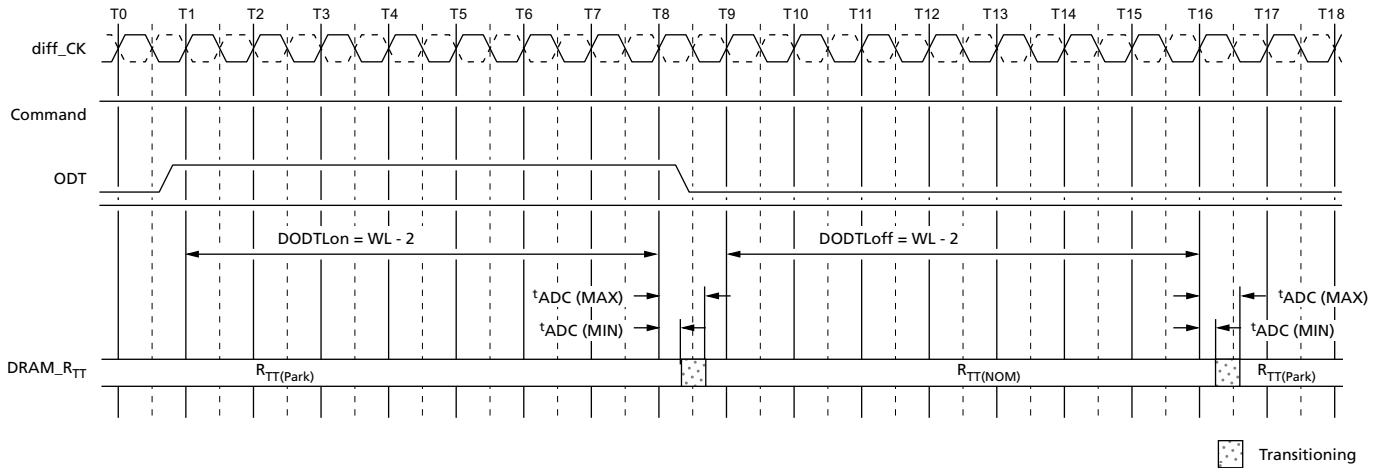 T0 T1 T2 T3 T4 T5 T6 T7 T8 T9 T10 T11 T12 T13 T14 T15 T16 T17 T18
diff_CK
Command
ODT
DODTLon = WL - 2 DODTLoff = WL - 2
tADC (MAX) tADC (MAX)
tADC (MIN) tADC (MIN)
DRAM_RTT RTT(Park) RTT(NOM) RTT(Park)
Transitioning